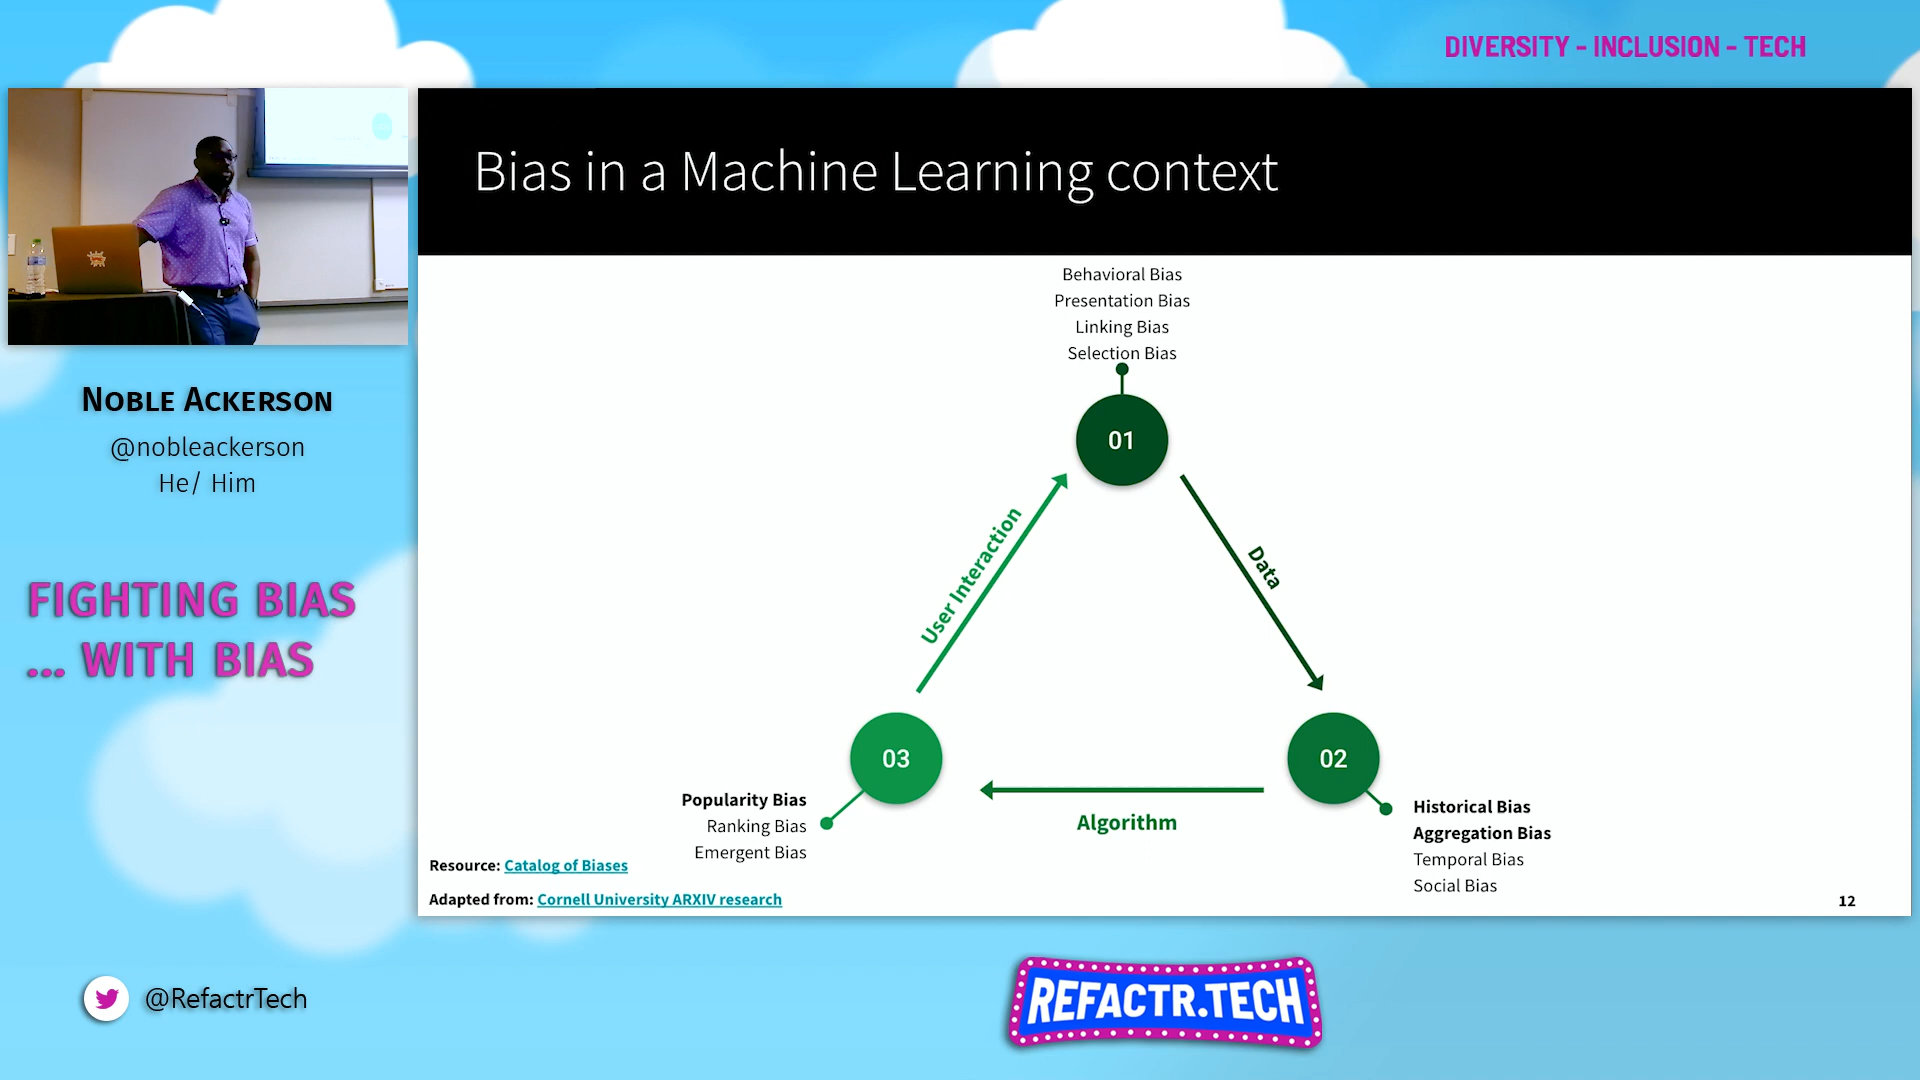 DIVERSITY - INCLUSION - TECH
Bias in a Machine Learning context
NOBLE ACKERSON
@nobleackerson
He/ Him
FIGHTING BIAS
... WITH BIAS
Behavioral Bias
Presentation Bias
Linking Bias
Selection Bias
01
User Interaction
Data
03
02
Algorithm
Popularity Bias
Ranking Bias
Emergent Bias
Historical Bias
Aggregation Bias
Temporal Bias
Social Bias
Resource: Catalog of Biases
Adapted from: Cornell University ARXIV research
12
@RefactrTech
REFACTR.TECH